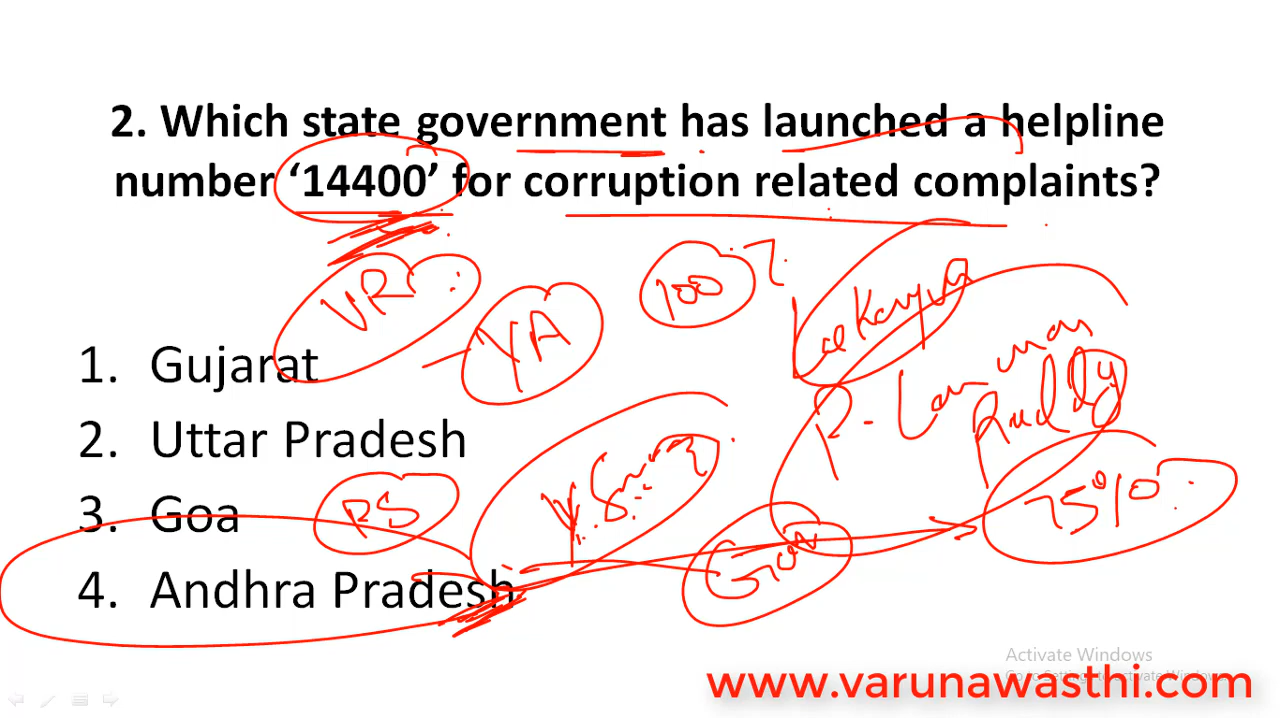 2. Which state government has launched a helpline
number ‘14400’ for corruption related complaints?
100
YA
1. Gujarat
2. Uttar Pradesh
3. Goa
RS
75%
4. Andhra Pradesh
Activate Windows
www.varunawasthi.com